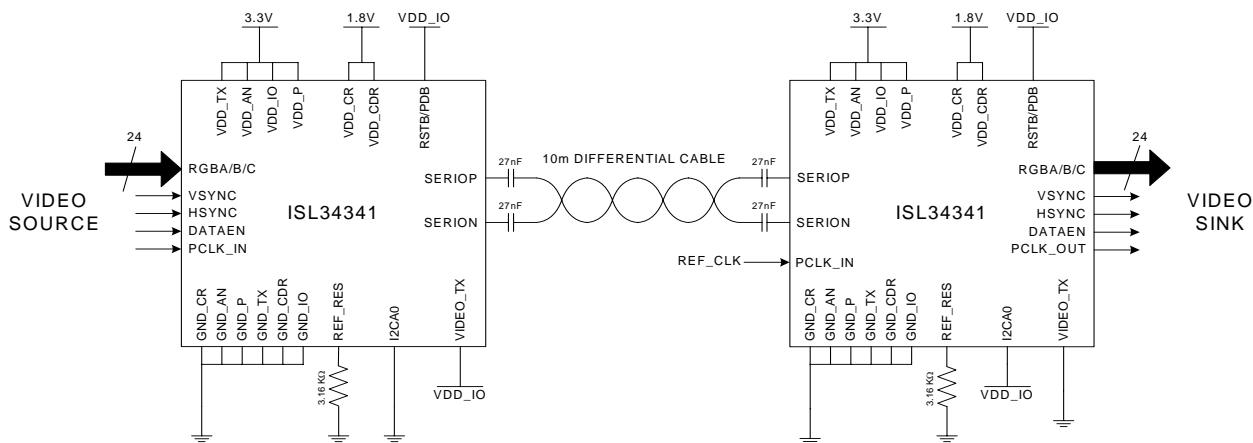 3.3V
1.8V
VDD_IO
3.3V
1.8V
VDD_IO
VDD_TX
VDD_AN
VDD_IO
VDD_P
VDD_CR
VDD_CDR
RSTB/PDB
VDD_TX
VDD_AN
VDD_IO
VDD_P
VDD_CR
VDD_CDR
RSTB/PDB
24
RGBA/B/C
VIDEO
SOURCE
VSYNC
HSYNC
DATAEN
PCLK_IN
ISL34341
SERIOP
SERION
27nF
27nF
10m DIFFERENTIAL CABLE
27nF
27nF
SERIOP
SERION
REF_CLK
PCLK_IN
ISL34341
24
RGBA/B/C
VSYNC
HSYNC
DATAEN
PCLK_OUT
VIDEO
SINK
GND_CR
GND_AN
GND_P
GND_TX
GND_CDR
GND_IO
REF_RES
I2CA0
VIDEO_TX
3.16 KΩ
VDD_IO
GND_CR
GND_AN
GND_P
GND_TX
GND_CDR
GND_IO
REF_RES
I2CA0
VIDEO_TX
3.16 KΩ
VDD_IO